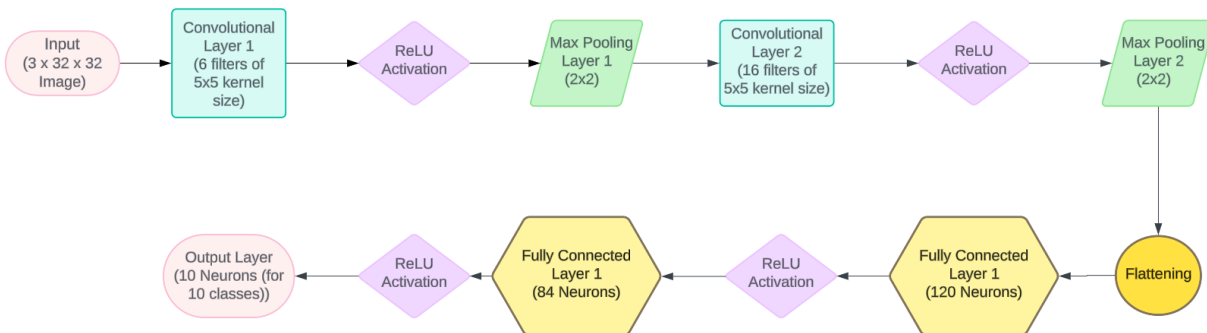 Input
(3 x 32 x 32
Image)
Convolutional
Layer 1
(6 filters of
5x5 kernel
size)
ReLU
Activation
Max Pooling
Layer 1
(2x2)
Convolutional
Layer 2
(16 filters of
5x5 kernel size)
ReLU
Activation
Max Pooling
Layer 2
(2x2)
Flattening
Fully Connected
Layer 1
(120 Neurons)
ReLU
Activation
Fully Connected
Layer 1
(84 Neurons)
ReLU
Activation
Output Layer
(10 Neurons (for
10 classes))